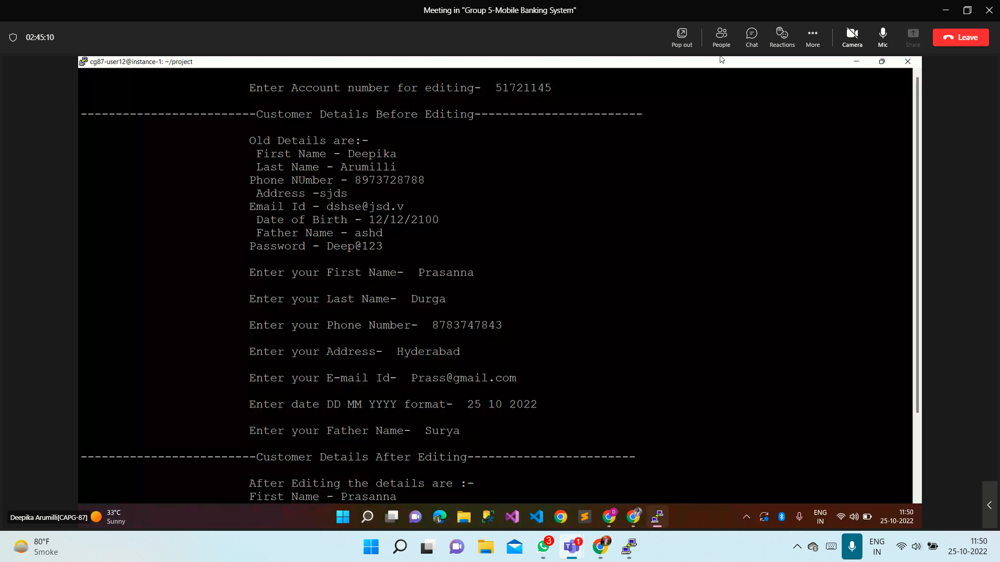 Meeting in "Group 5-Mobile Banking System"
02:45:10
Pop out
People
Chat
Reactions
More
Camera
Mic
Share
Leave
cg87-user12@instance-1: ~/project
Enter Account number for editing-  51721145
-------------------------Customer Details Before Editing------------------------
Old Details are:-
First Name - Deepika
Last Name - Arumilli
Phone NUmber - 8973728788
Address -sjds
Email Id - dshse@jsd.v
Date of Birth - 12/12/2100
Father Name - ashd
Password - Deep@123
Enter your First Name-  Prasanna
Enter your Last Name-  Durga
Enter your Phone Number-  8783747843
Enter your Address-  Hyderabad
Enter your E-mail Id-  Prass@gmail.com
Enter date DD MM YYYY format-  25 10 2022
Enter your Father Name-  Surya
-------------------------Customer Details After Editing------------------------
After Editing the details are :-
First Name - Prasanna
Deepika Arumilli[CAPG-87]
33°C
Sunny
D
ENG
IN
11:50
25-10-2022
80°F
Smoke
3
1
ENG
IN
11:50
25-10-2022